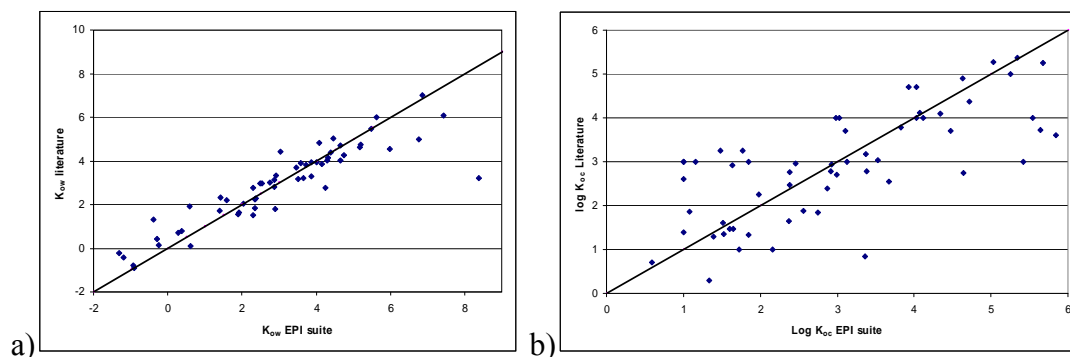 10
8
6
4
2
0
-2
-2 0 2 4 6 8
K_ow literature
K_ow EPI suite
a)
6
5
4
3
2
1
0
0 1 2 3 4 5 6
log K_oc Literature
Log K_oc EPI suite
b)